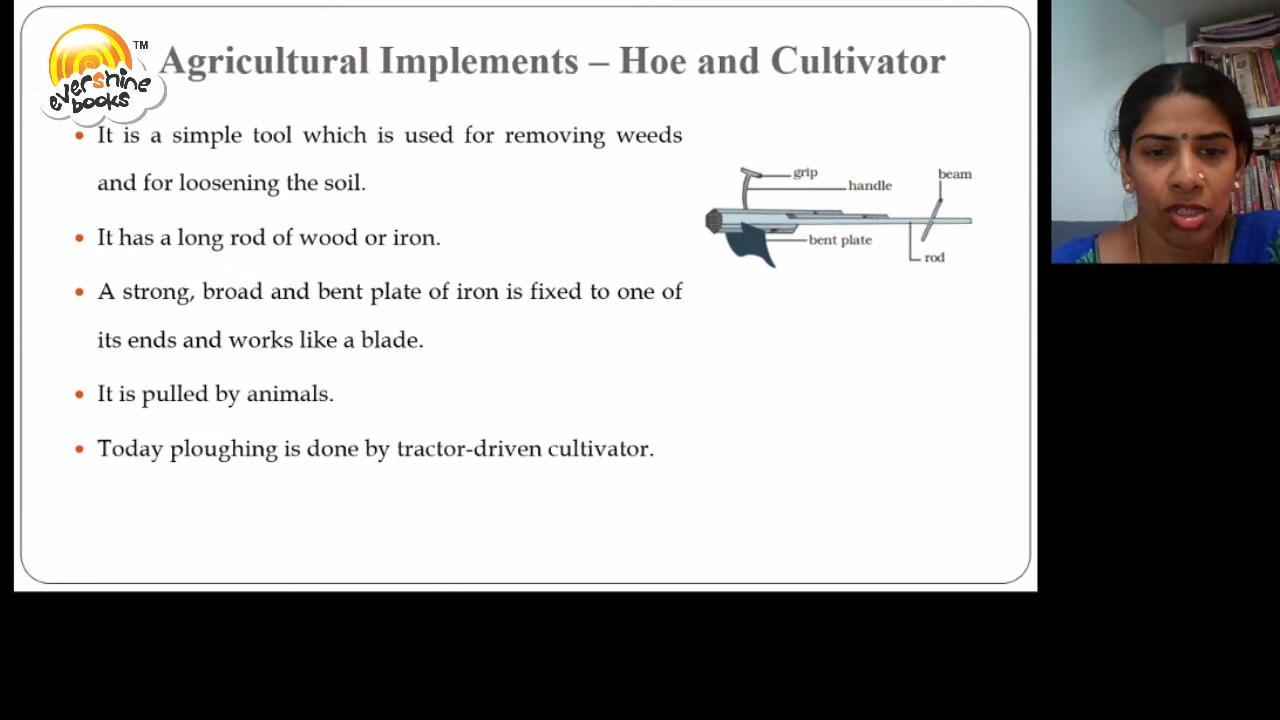 evershine
books
TM
Agricultural Implements – Hoe and Cultivator
• It is a simple tool which is used for removing weeds
and for loosening the soil.
• It has a long rod of wood or iron.
• A strong, broad and bent plate of iron is fixed to one of
its ends and works like a blade.
• It is pulled by animals.
• Today ploughing is done by tractor-driven cultivator.
grip
handle
beam
bent plate
rod